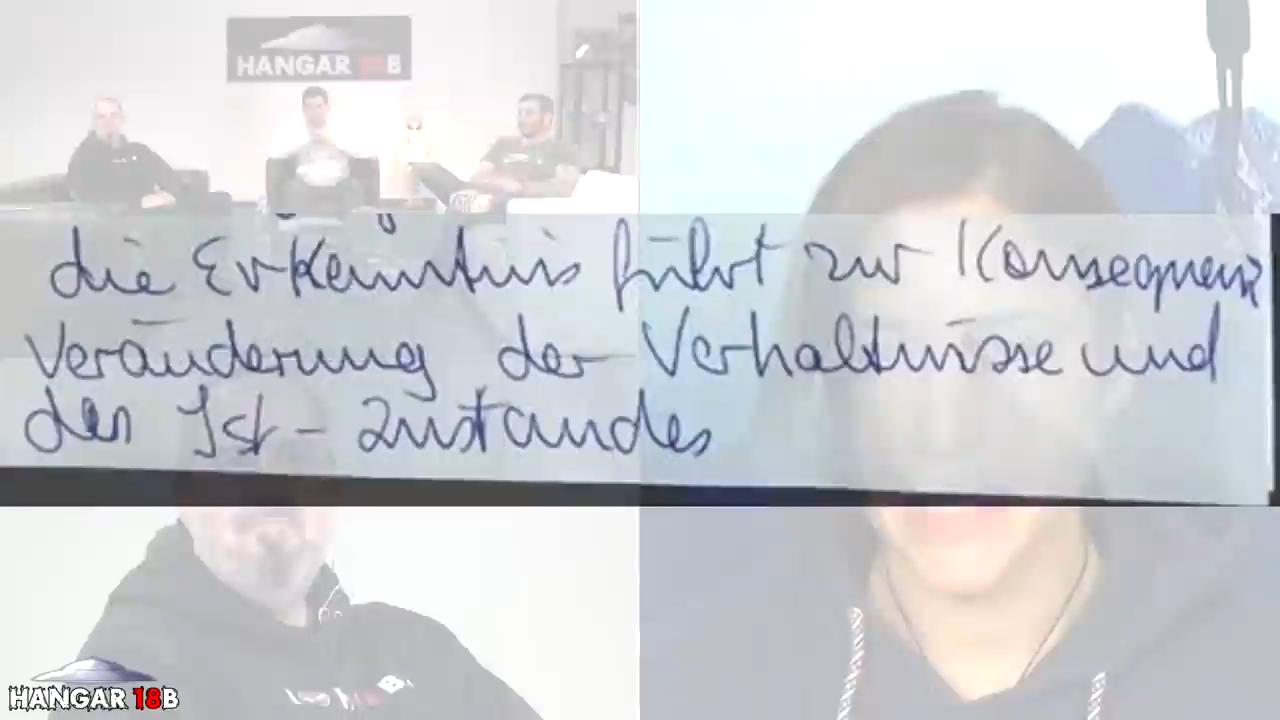 HANGAR 18B
die Erkenntnis führt zur Konsequenz
Veränderung der Verhältnisse und
des Ist-Zustandes
HANGAR 18B